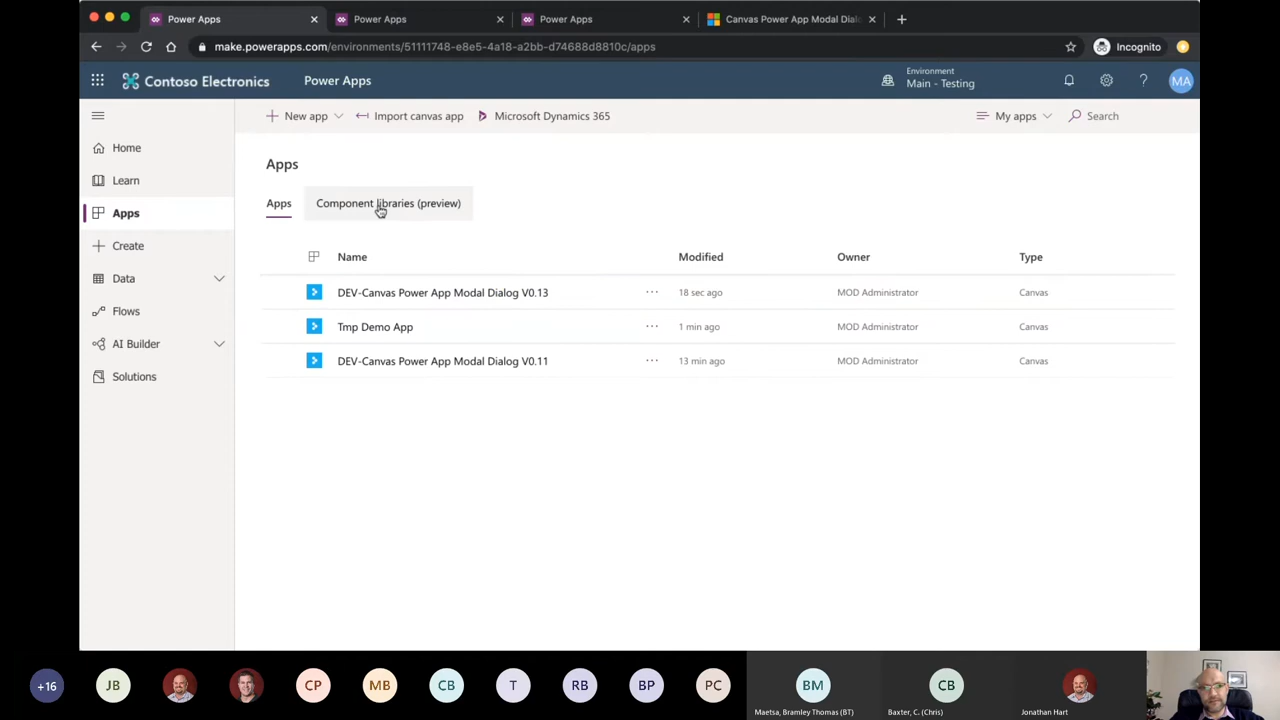 Power Apps
Power Apps
Power Apps
Canvas Power App Modal Dialo
make.powerapps.com/environments/51111748-e8e5-4a18-a2bb-d74688d8810c/apps
Incognito
Contoso Electronics
Power Apps
Environment
Main - Testing
?
MA
New app
Import canvas app
Microsoft Dynamics 365
My apps
Search
Home
Learn
Apps
Create
Data
Flows
AI Builder
Solutions
Apps
Apps
Component libraries (preview)
Name
Modified
Owner
Type
DEV-Canvas Power App Modal Dialog V0.13
...
18 sec ago
MOD Administrator
Canvas
Tmp Demo App
...
1 min ago
MOD Administrator
Canvas
DEV-Canvas Power App Modal Dialog V0.11
...
13 min ago
MOD Administrator
Canvas
+16
JB
CP
MB
CB
T
RB
BP
PC
BM
CB
Maetsa, Bramley Thomas (BT)
Baxter, C. (Chris)
Jonathan Hart